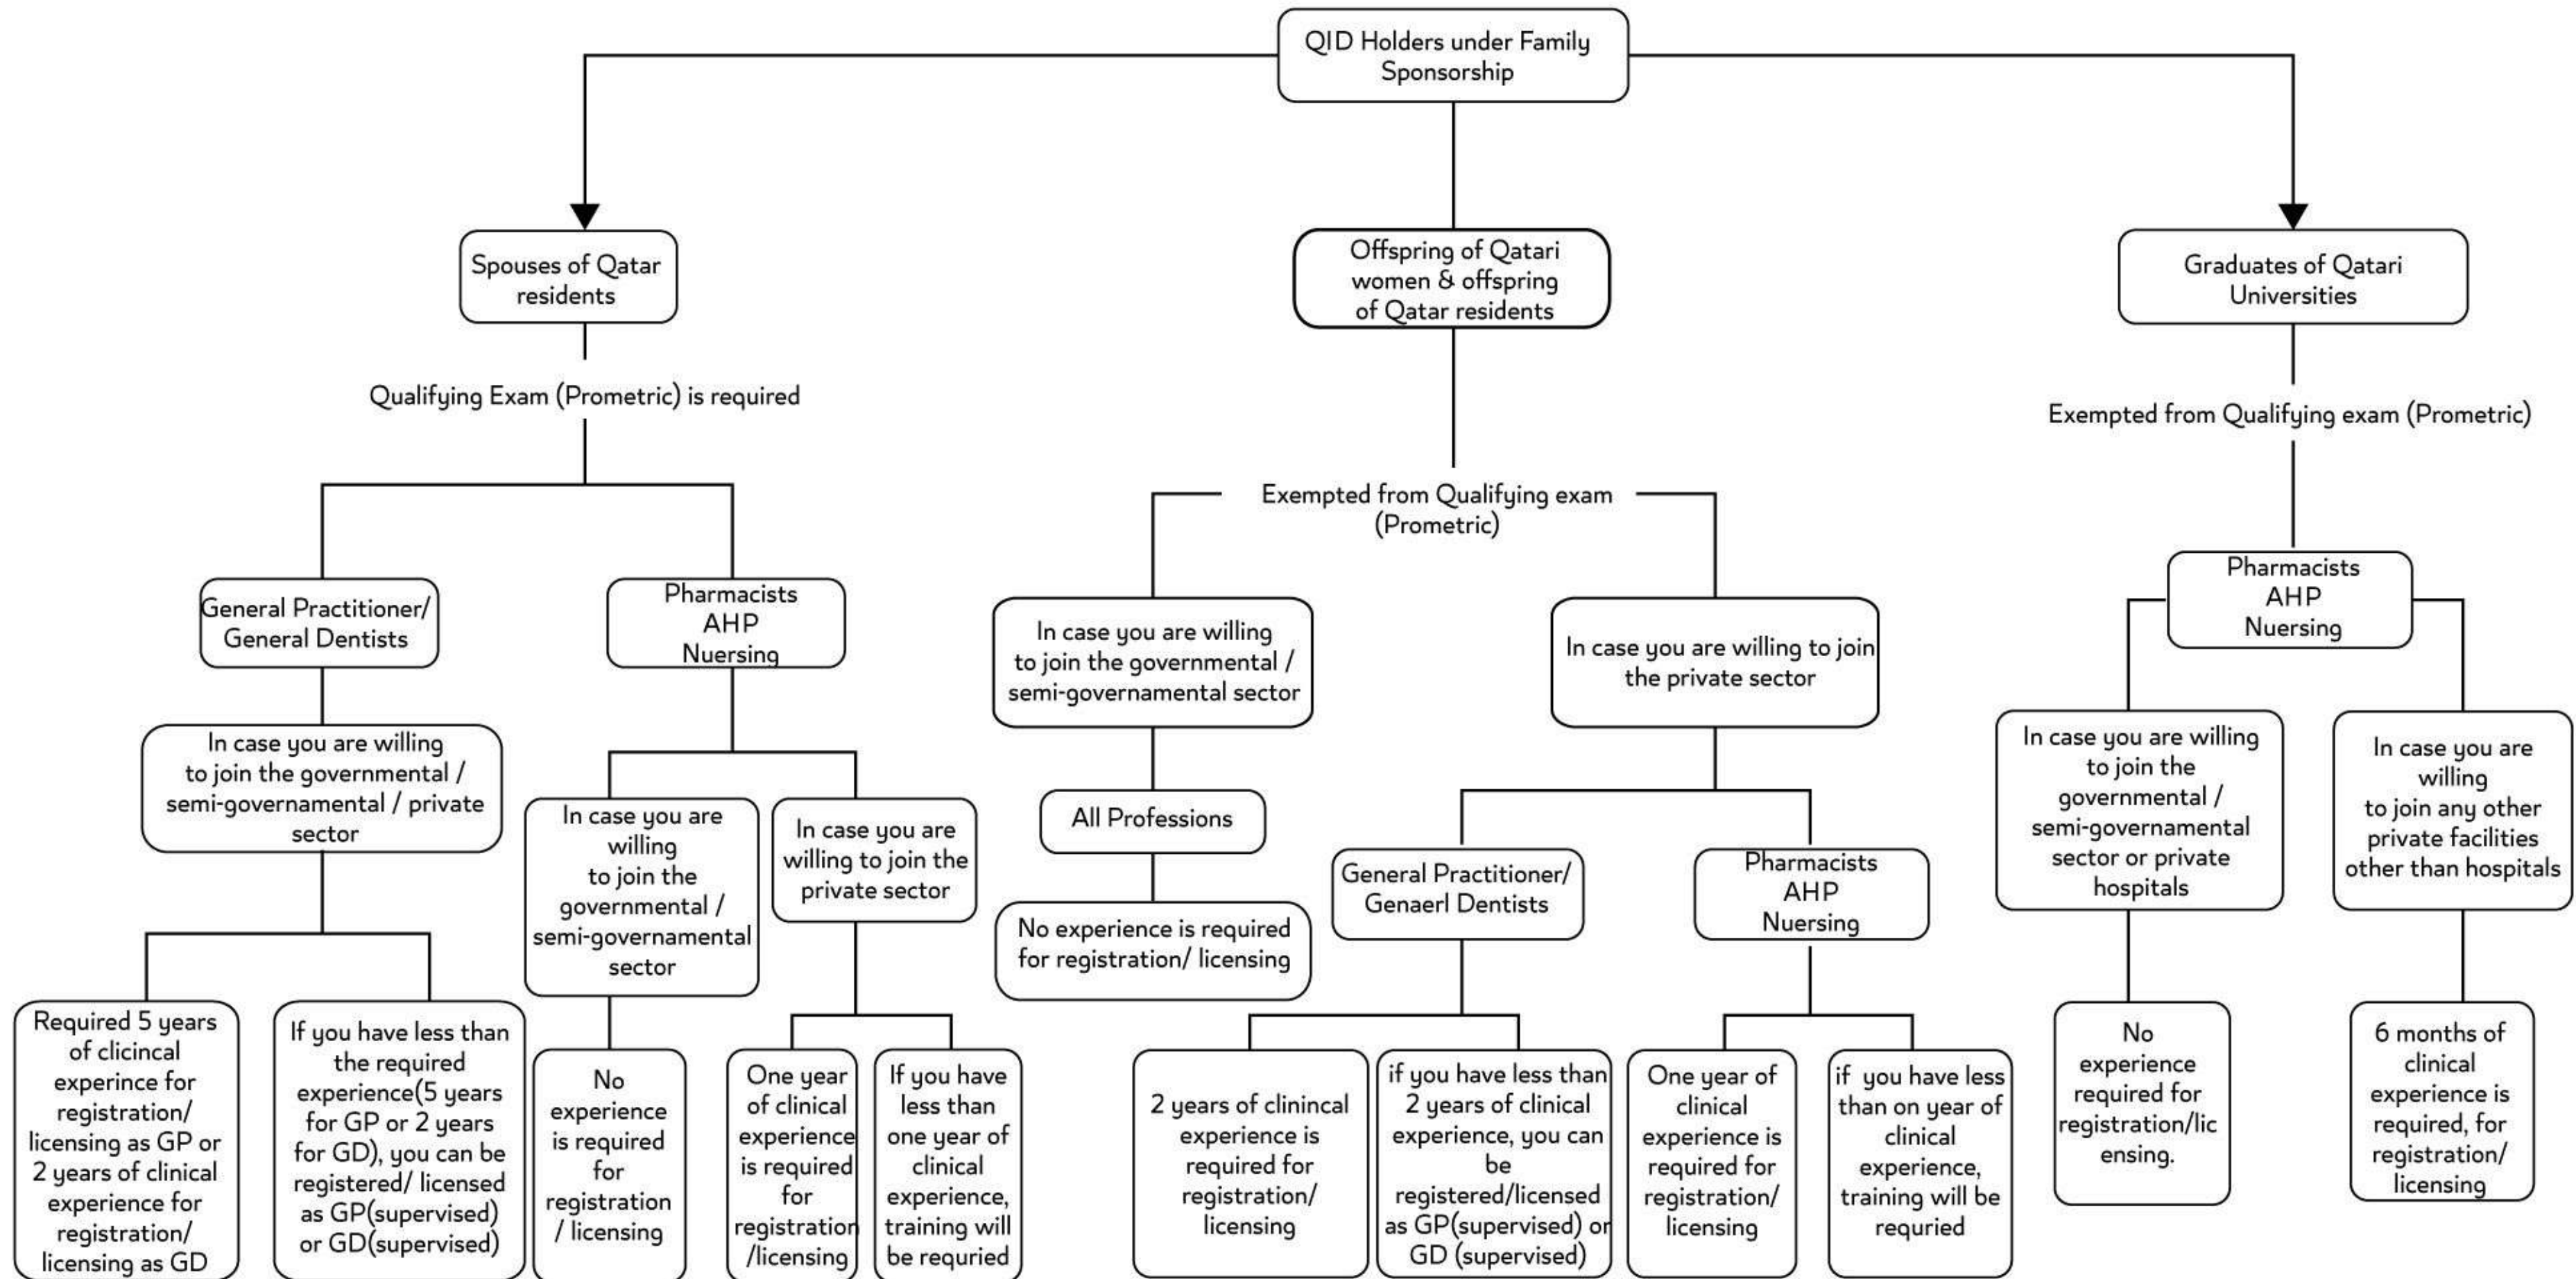 QID Holders under Family
Sponsorship
Spouses of Qatar
residents
Offspring of Qatari
women & offspring
of Qatar residents
Graduates of Qatari
Universities
Qualifying Exam (Prometric) is required
Exempted from Qualifying exam
(Prometric)
Exempted from Qualifying exam (Prometric)
General Practitioner/
General Dentists
Pharmacists
AHP
Nuersing
In case you are willing
to join the governmental /
semi-governamental sector
In case you are willing to join
the private sector
Pharmacists
AHP
Nuersing
In case you are willing
to join the governmental /
semi-governamental / private
sector
In case you are
willing
to join the
governmental /
semi-governamental
sector
In case you are
willing to join the
private sector
All Professions
No experience is required
for registration/ licensing
General Practitioner/
Genaerl Dentists
Pharmacists
AHP
Nuersing
In case you are willing
to join the
governmental /
semi-governamental
sector or private
hospitals
In case you are
willing
to join any other
private facilities
other than hospitals
Required 5 years
of clicincal
experince for
registration/
licensing as GP or
2 years of clinical
experience for
registration/
licensing as GD
If you have less than
the required
experience(5 years
for GP or 2 years
for GD), you can be
registered/ licensed
as GP(supervised)
or GD(supervised)
No
experience
is required
for
registration
/ licensing
One year
of clinical
experience
is required
for
registration
/licensing
If you have
less than
one year of
clinical
experience,
training will
be requried
2 years of clinincal
experience is
required for
registration/
licensing
if you have less than
2 years of clinical
experience, you can
be
registered/licensed
as GP(supervised) or
GD (supervised)
One year of
clinical
experience is
required for
registration/
licensing
if you have less
than on year of
clinical
experience,
training will be
requried
No
experience
required for
registration/lic
ensing.
6 months of
clinical
experience is
required, for
registration/
licensing